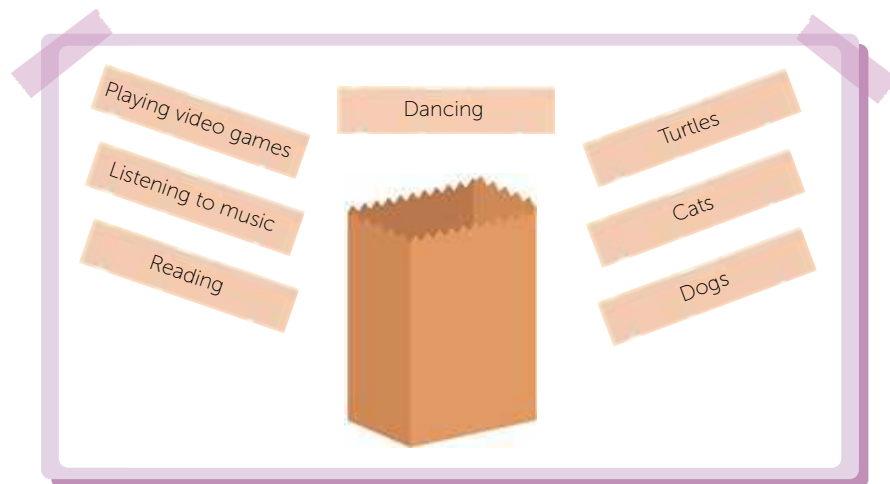 Playing video games
Listening to music
Reading
Dancing
Turtles
Cats
Dogs